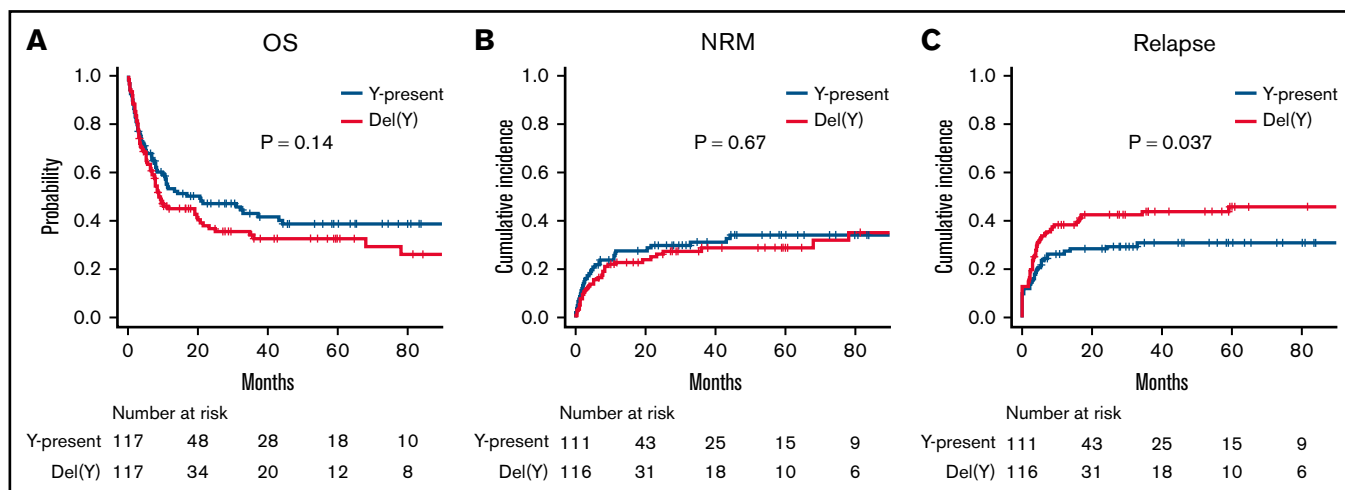 A OS
1.0
0.8
0.6
0.4
0.2
0.0
Probability
Y-present
Del(Y)
P = 0.14
0 20 40 60 80
Months
Number at risk
Y-present 117 48 28 18 10
Del(Y) 117 34 20 12 8
B NRM
1.0
0.8
0.6
0.4
0.2
0.0
Cumulative incidence
Y-present
Del(Y)
P = 0.67
0 20 40 60 80
Months
Number at risk
Y-present 111 43 25 15 9
Del(Y) 116 31 18 10 6
C Relapse
1.0
0.8
0.6
0.4
0.2
0.0
Cumulative incidence
Y-present
Del(Y)
P = 0.037
0 20 40 60 80
Months
Number at risk
Y-present 111 43 25 15 9
Del(Y) 116 31 18 10 6